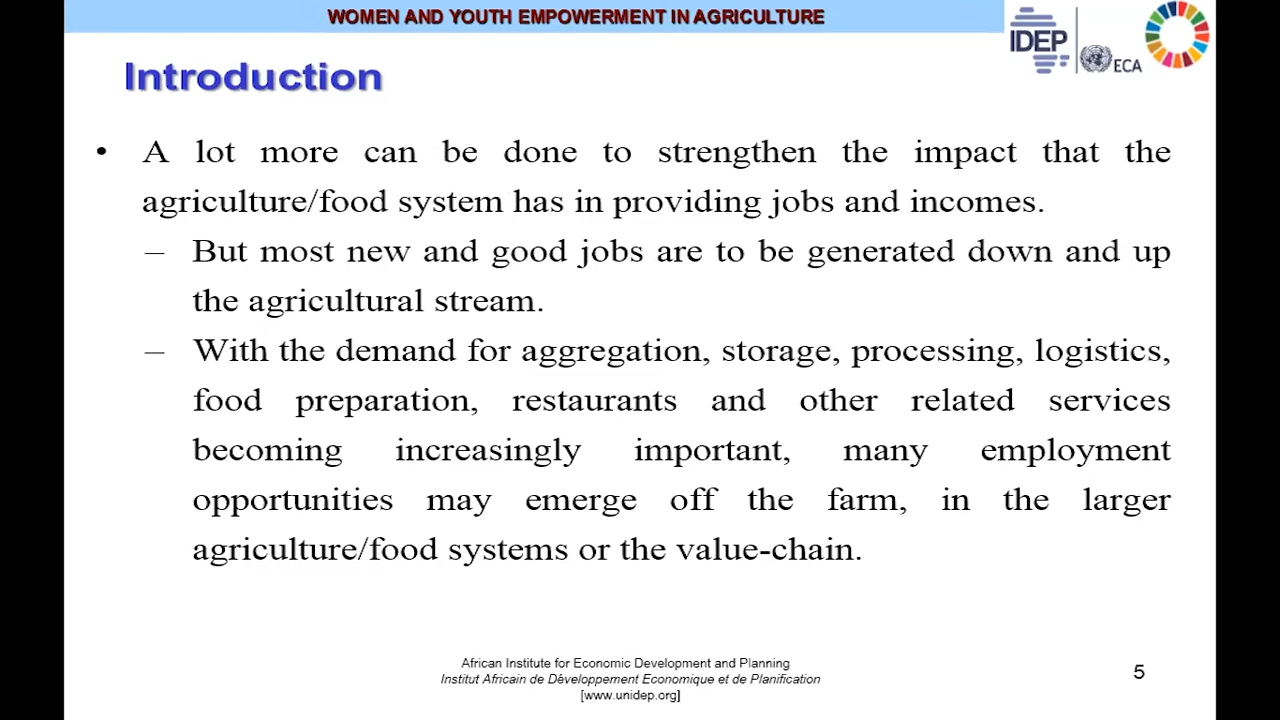 WOMEN AND YOUTH EMPOWERMENT IN AGRICULTURE
IDEP
ECA
Introduction
• A lot more can be done to strengthen the impact that the
agriculture/food system has in providing jobs and incomes.
– But most new and good jobs are to be generated down and up
the agricultural stream.
– With the demand for aggregation, storage, processing, logistics,
food preparation, restaurants and other related services
becoming increasingly important, many employment
opportunities may emerge off the farm, in the larger
agriculture/food systems or the value-chain.
African Institute for Economic Development and Planning
Institut Africain de Développement Economique et de Planification
[www.unidep.org]
5